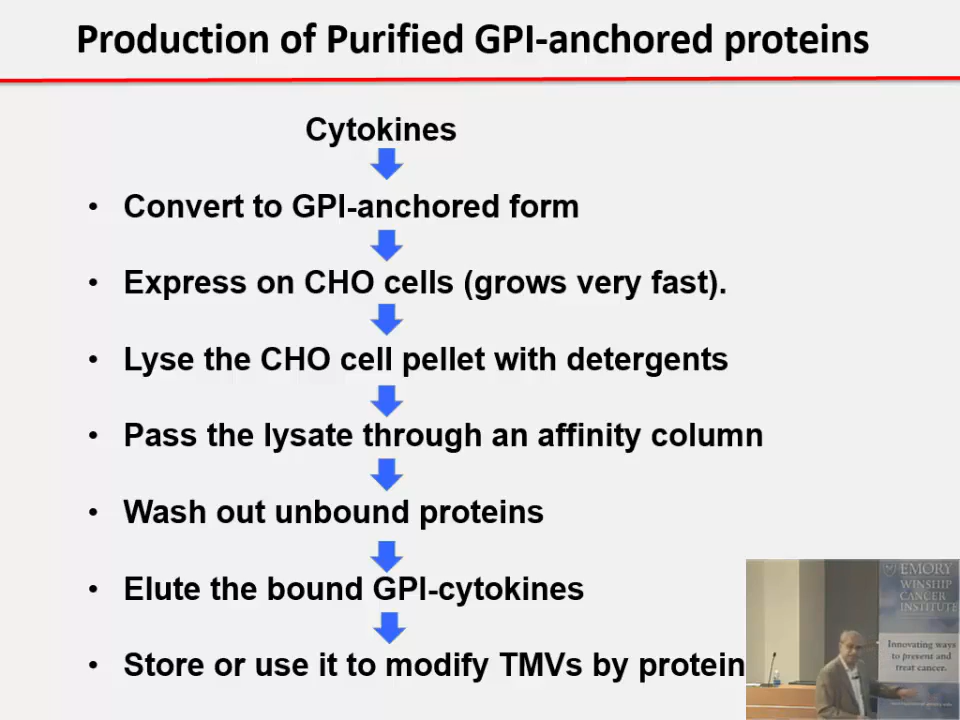 Production of Purified GPI-anchored proteins
Cytokines
• Convert to GPI-anchored form
• Express on CHO cells (grows very fast).
• Lyse the CHO cell pellet with detergents
• Pass the lysate through an affinity column
• Wash out unbound proteins
• Elute the bound GPI-cytokines
• Store or use it to modify TMVs by protein
EMORY
WINSHIP
CANCER
INSTITUTE
Innovating ways
to prevent and
treat cancer.